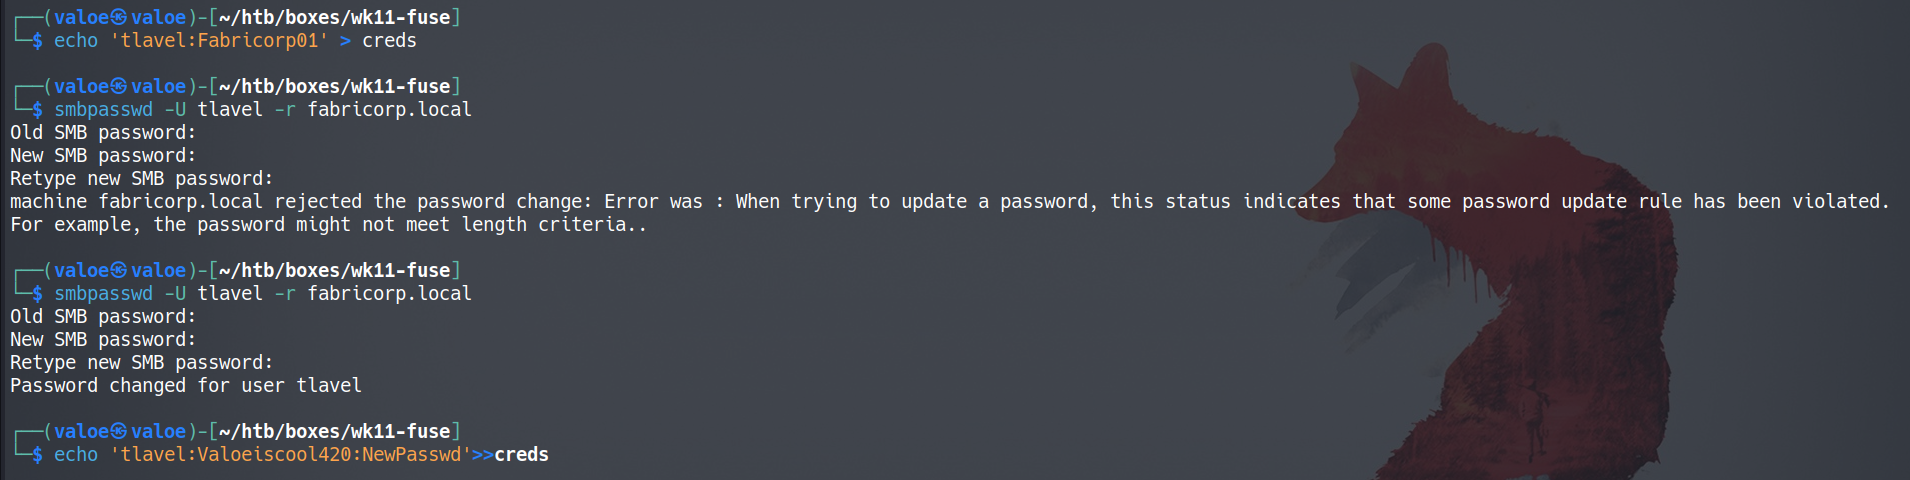 ┌──(valoe㉿valoe)-[~/htb/boxes/wk11-fuse]
└─$ echo 'tlavel:Fabricorp01' > creds
┌──(valoe㉿valoe)-[~/htb/boxes/wk11-fuse]
└─$ smbpasswd -U tlavel -r fabricorp.local
Old SMB password:
New SMB password:
Retype new SMB password:
machine fabricorp.local rejected the password change: Error was : When trying to update a password, this status indicates that some password update rule has been violated.
For example, the password might not meet length criteria..
┌──(valoe㉿valoe)-[~/htb/boxes/wk11-fuse]
└─$ smbpasswd -U tlavel -r fabricorp.local
Old SMB password:
New SMB password:
Retype new SMB password:
Password changed for user tlavel
┌──(valoe㉿valoe)-[~/htb/boxes/wk11-fuse]
└─$ echo 'tlavel:Valoeiscool420:NewPasswd'>>creds